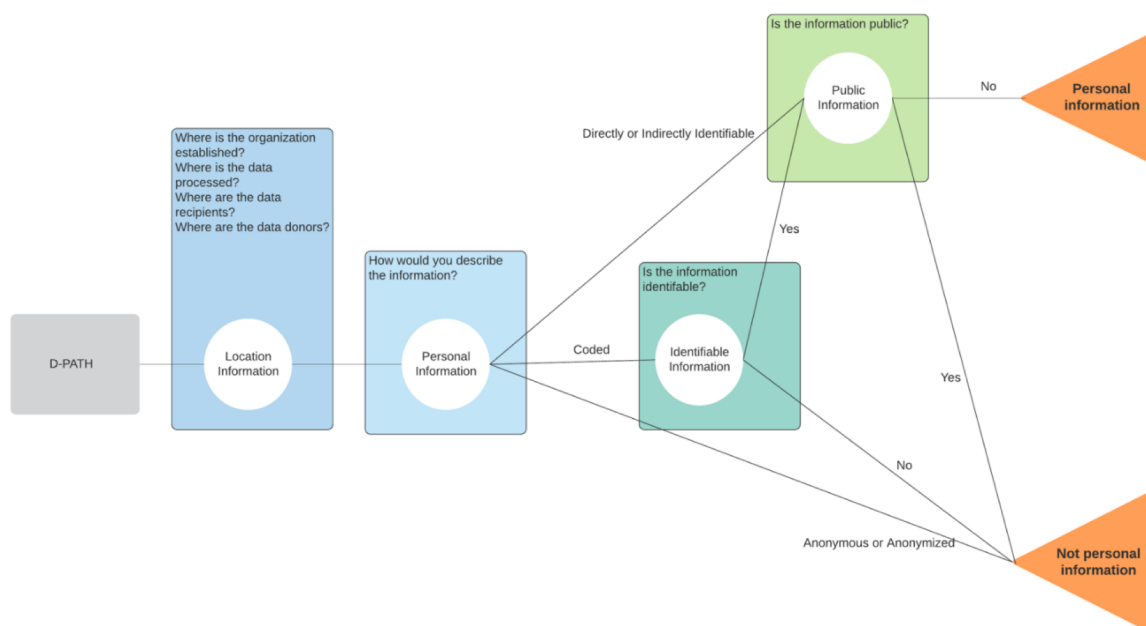 Is the information public?
Public
Information
No
Personal
information
Directly or Indirectly Identifiable
Where is the organization
established?
Where is the data
processed?
Where are the data
recipients?
Where are the data donors?
Yes
How would you describe
the information?
Is the information
identifable?
D-PATH
Location
Information
Personal
Information
Coded
Identifiable
Information
Yes
No
Anonymous or Anonymized
Not personal
information